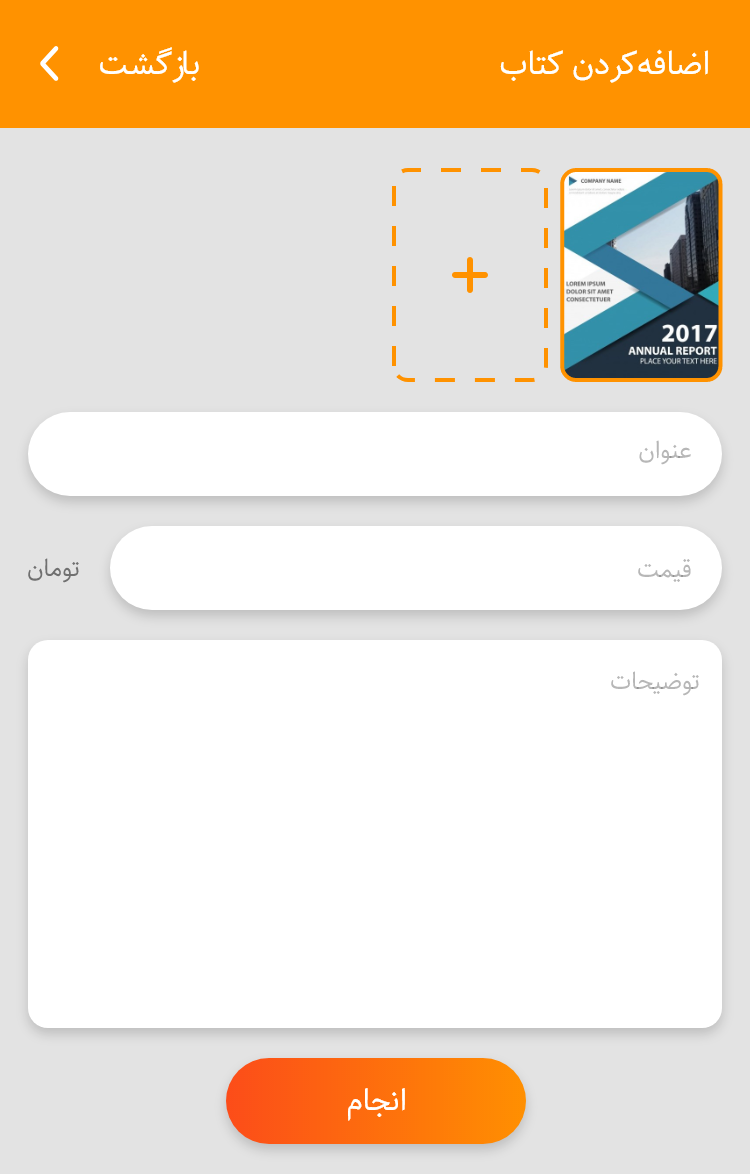 اضافه‌کردن کتاب
بازگشت
COMPANY NAME
LOREM IPSUM
DOLOR SIT AMET
CONSECTETUER
2017
ANNUAL REPORT
PLACE YOUR TEXT HERE
عنوان
قیمت
تومان
توضیحات
انجام